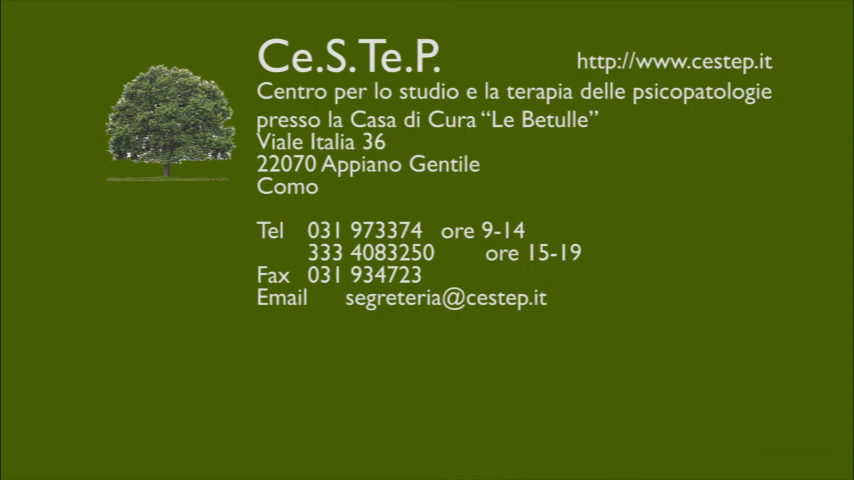 Ce.S.Te.P.
http://www.cestep.it
Centro per lo studio e la terapia delle psicopatologie
presso la Casa di Cura “Le Betulle”
Viale Italia 36
22070 Appiano Gentile
Como
Tel 031 973374 ore 9-14
333 4083250 ore 15-19
Fax 031 934723
Email segreteria@cestep.it